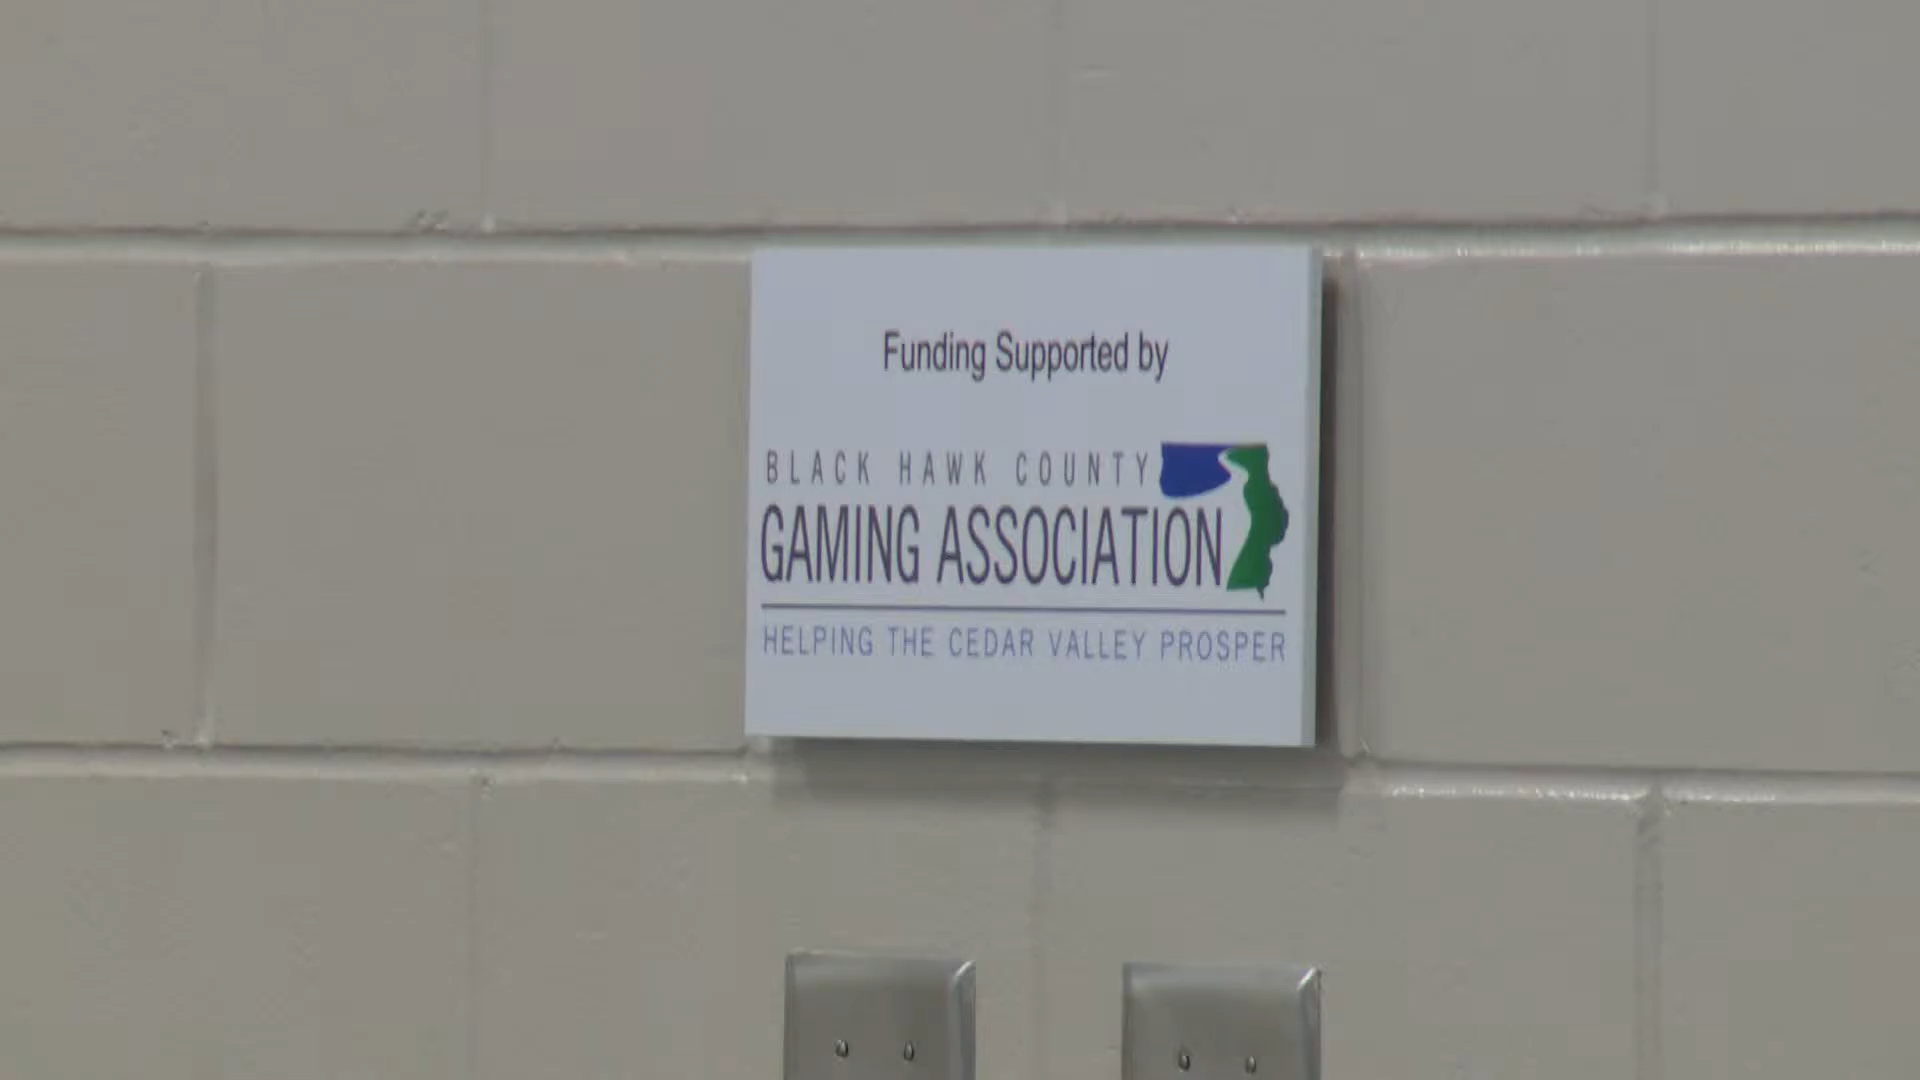 Funding Supported by
BLACK HAWK COUNTY
GAMING ASSOCIATION
HELPING THE CEDAR VALLEY PROSPER